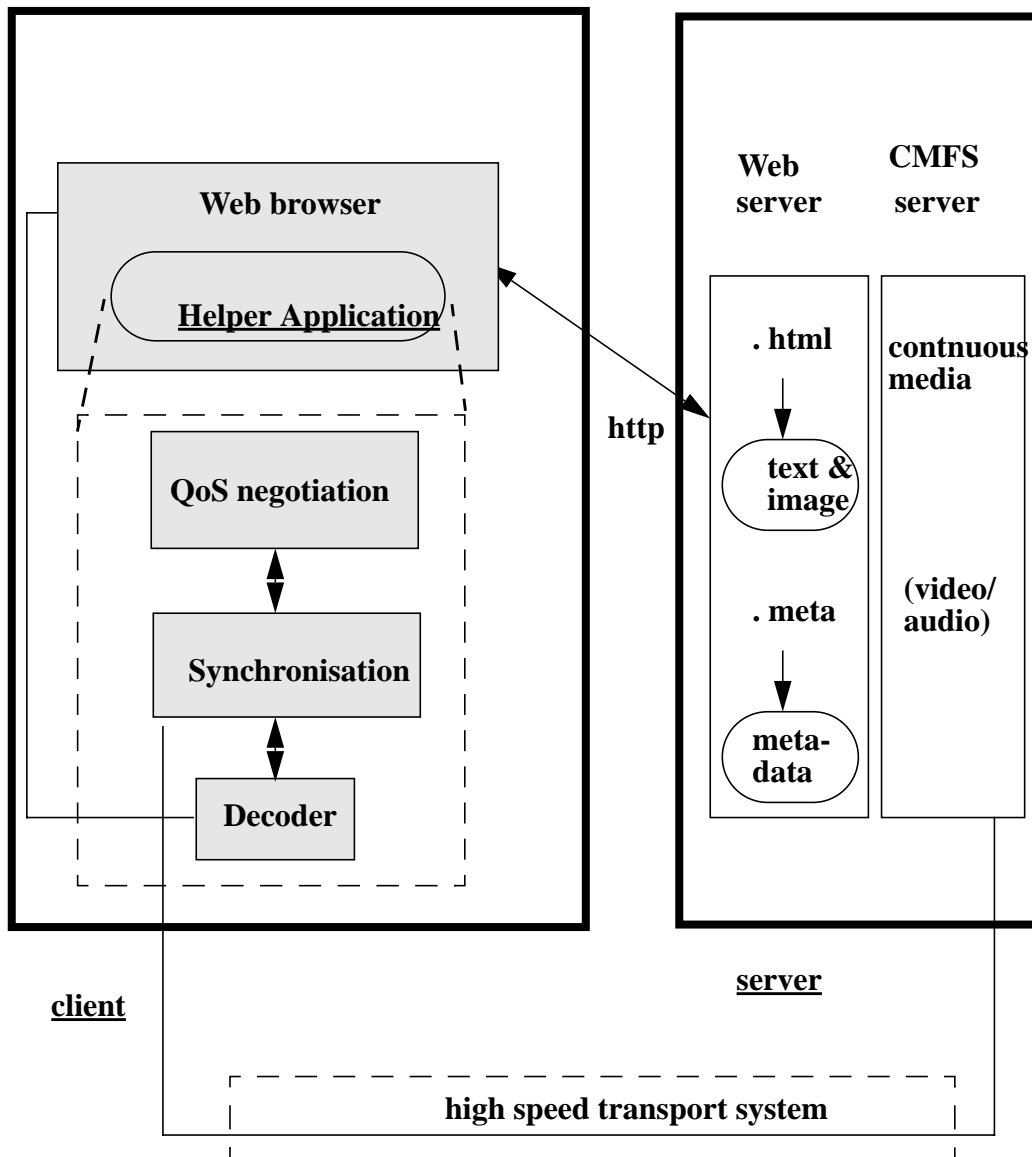 Web browser
Helper Application
QoS negotiation
Synchronisation
Decoder
client
http
Web
server
CMFS
server
. html
text &
image
. meta
meta-
data
contnuous
media
(video/
audio)
server
high speed transport system